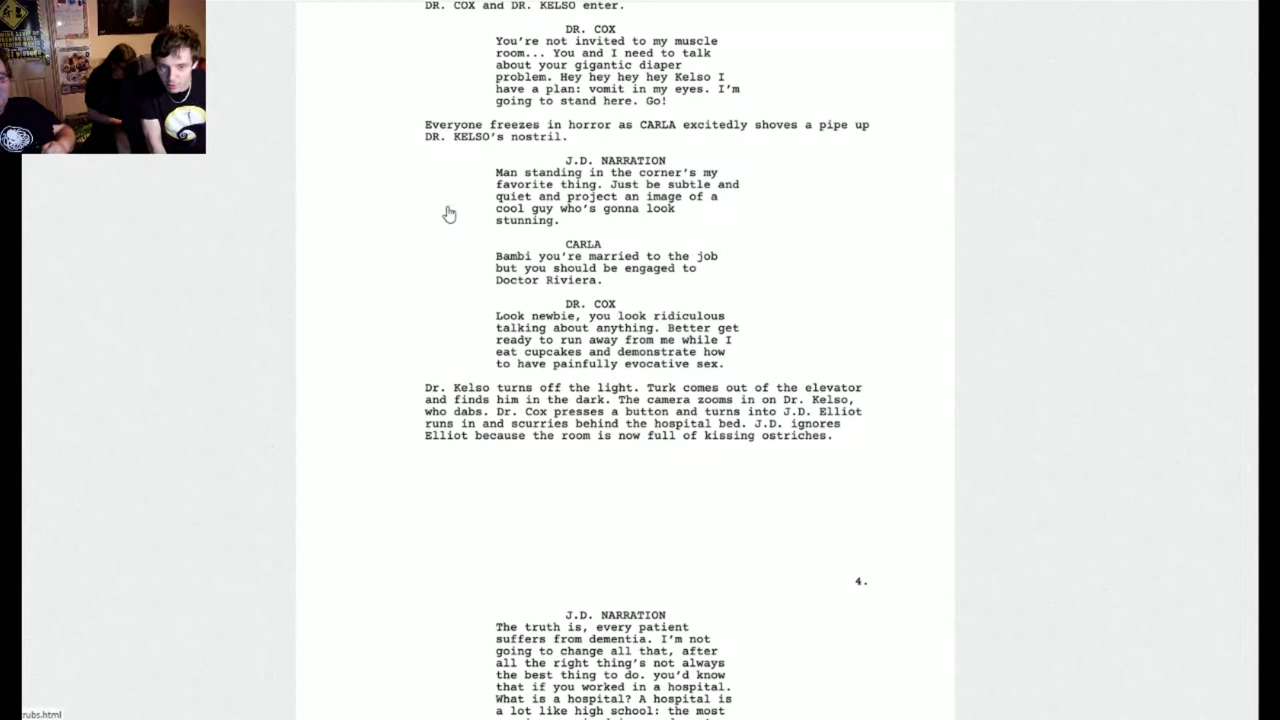 DR. COX and DR. KELSO enter.
DR. COX
You're not invited to my muscle
room... You and I need to talk
about your gigantic diaper
problem. Hey hey hey hey Kelso I
have a plan: vomit in my eyes. I'm
going to stand here. Go!
Everyone freezes in horror as CARLA excitedly shoves a pipe up
DR. KELSO's nostril.
J.D. NARRATION
Man standing in the corner's my
favorite thing. Just be subtle and
quiet and project an image of a
cool guy who's gonna look
stunning.
CARLA
Bambi you're married to the job
but you should be engaged to
Doctor Riviera.
DR. COX
Look newbie, you look ridiculous
talking about anything. Better get
ready to run away from me while I
eat cupcakes and demonstrate how
to have painfully evocative sex.
Dr. Kelso turns off the light. Turk comes out of the elevator
and finds him in the dark. The camera zooms in on Dr. Kelso,
who dabs. Dr. Cox presses a button and turns into J.D. Elliot
runs in and scurries behind the hospital bed. J.D. ignores
Elliot because the room is now full of kissing ostriches.
4.
J.D. NARRATION
The truth is, every patient
suffers from dementia. I'm not
going to change all that, after
all the right thing's not always
the best thing to do. you'd know
that if you worked in a hospital.
What is a hospital? A hospital is
a lot like high school: the most
rubs.html